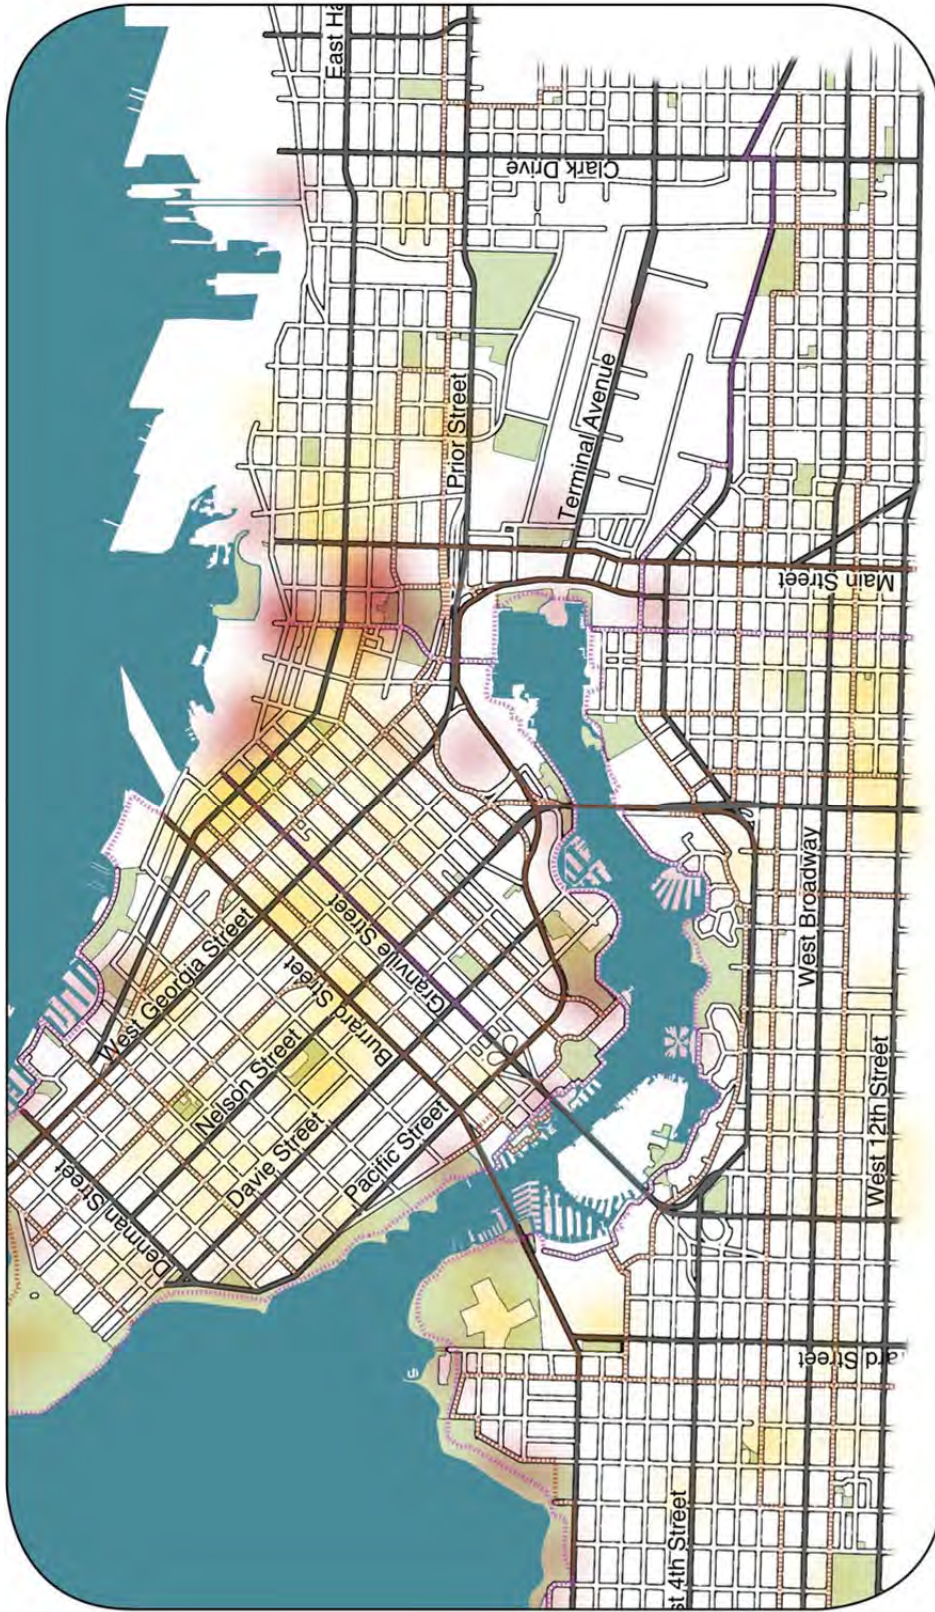 East Ha
Clark Drive
Prior Street
Terminal Avenue
Main Street
West Georgia Street
Granville Street
Burrard
Street
Nelson Street
Davie Street
Pacific Street
Denman Street
West Broadway
West 12th Street
ard Street
st 4th Street